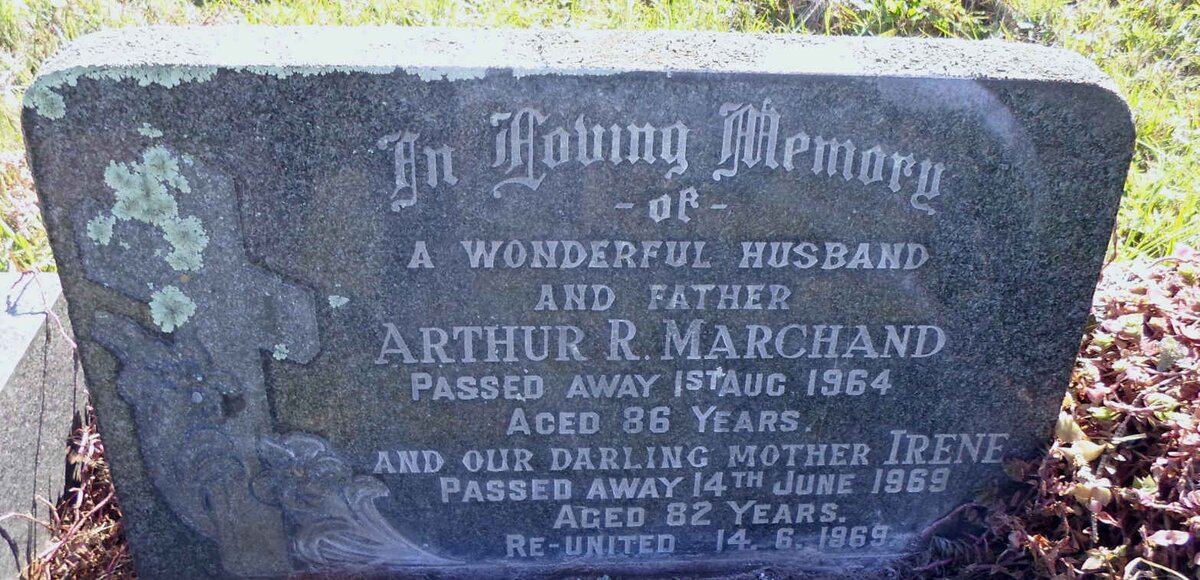 In Loving Memory
- of -
A WONDERFUL HUSBAND
AND FATHER
ARTHUR R. MARCHAND
PASSED AWAY 1ST AUG 1964
AGED 86 YEARS.
AND OUR DARLING MOTHER IRENE
PASSED AWAY 14TH JUNE 1969
AGED 82 YEARS.
RE-UNITED 14. 6. 1969.